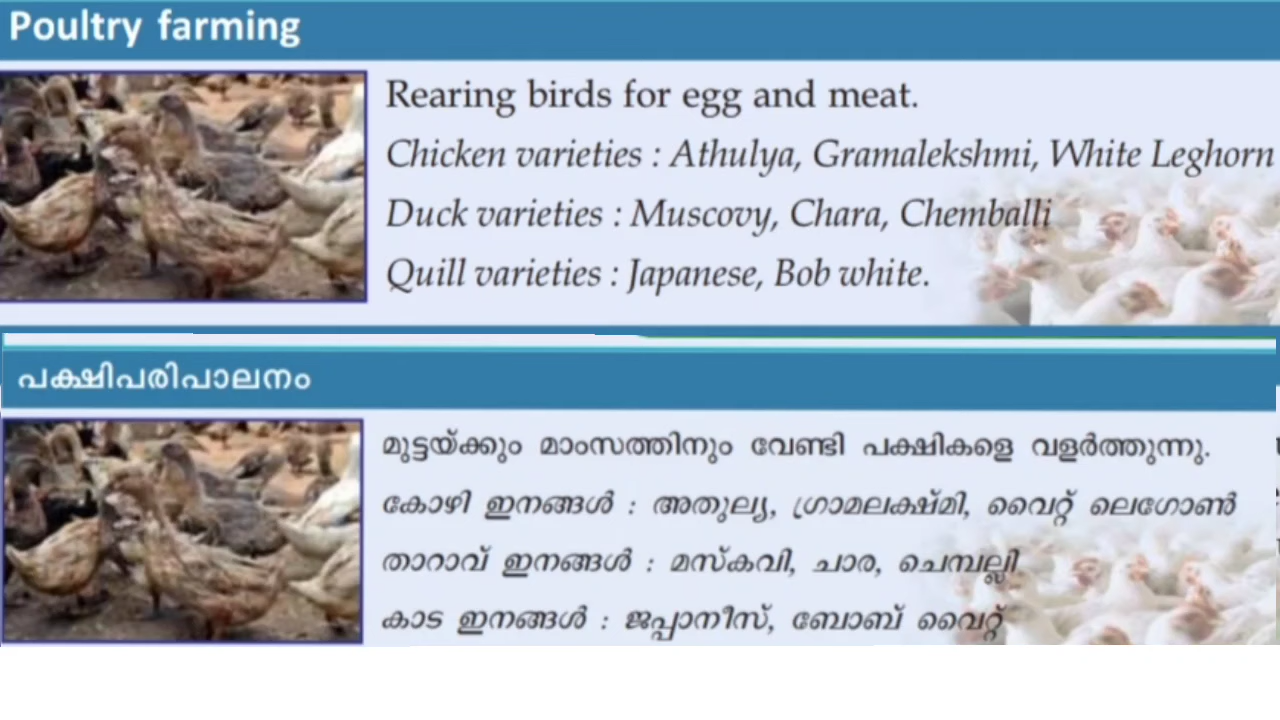 Poultry farming
Rearing birds for egg and meat.
Chicken varieties : Athulya, Gramalekshmi, White Leghorn
Duck varieties : Muscovy, Chara, Chemballi
Quill varieties : Japanese, Bob white.
പക്ഷിപരിപാലനം
മുട്ടയ്ക്കും മാംസത്തിനും വേണ്ടി പക്ഷികളെ വളർത്തുന്നു.
കോഴി ഇനങ്ങൾ : അതുല്യ, ഗ്രാമലക്ഷ്മി, വൈറ്റ് ലെഗോൺ
താറാവ് ഇനങ്ങൾ : മസ്കവി, ചാര, ചെമ്പല്ലി
കാട ഇനങ്ങൾ : ജപ്പാനീസ്, ബോബ് വൈറ്റ്